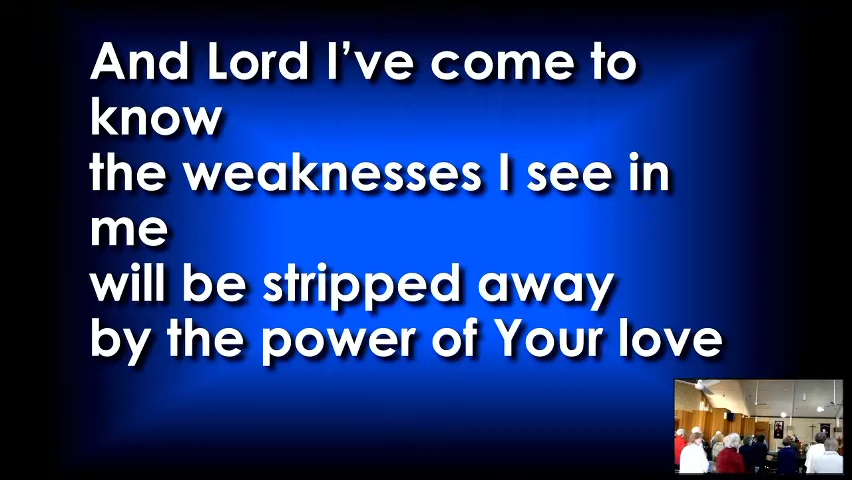 And Lord I’ve come to
know
the weaknesses I see in
me
will be stripped away
by the power of Your love